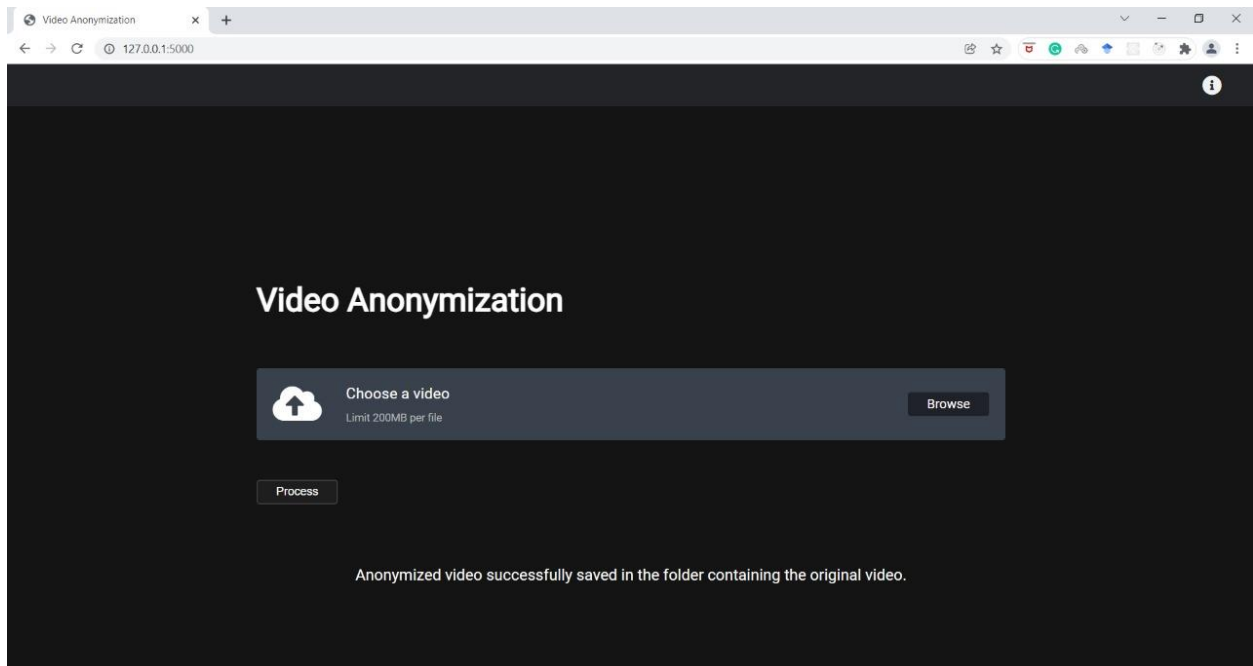 Video Anonymization
127.0.0.1:5000
Video Anonymization
Choose a video
Limit 200MB per file
Browse
Process
Anonymized video successfully saved in the folder containing the original video.